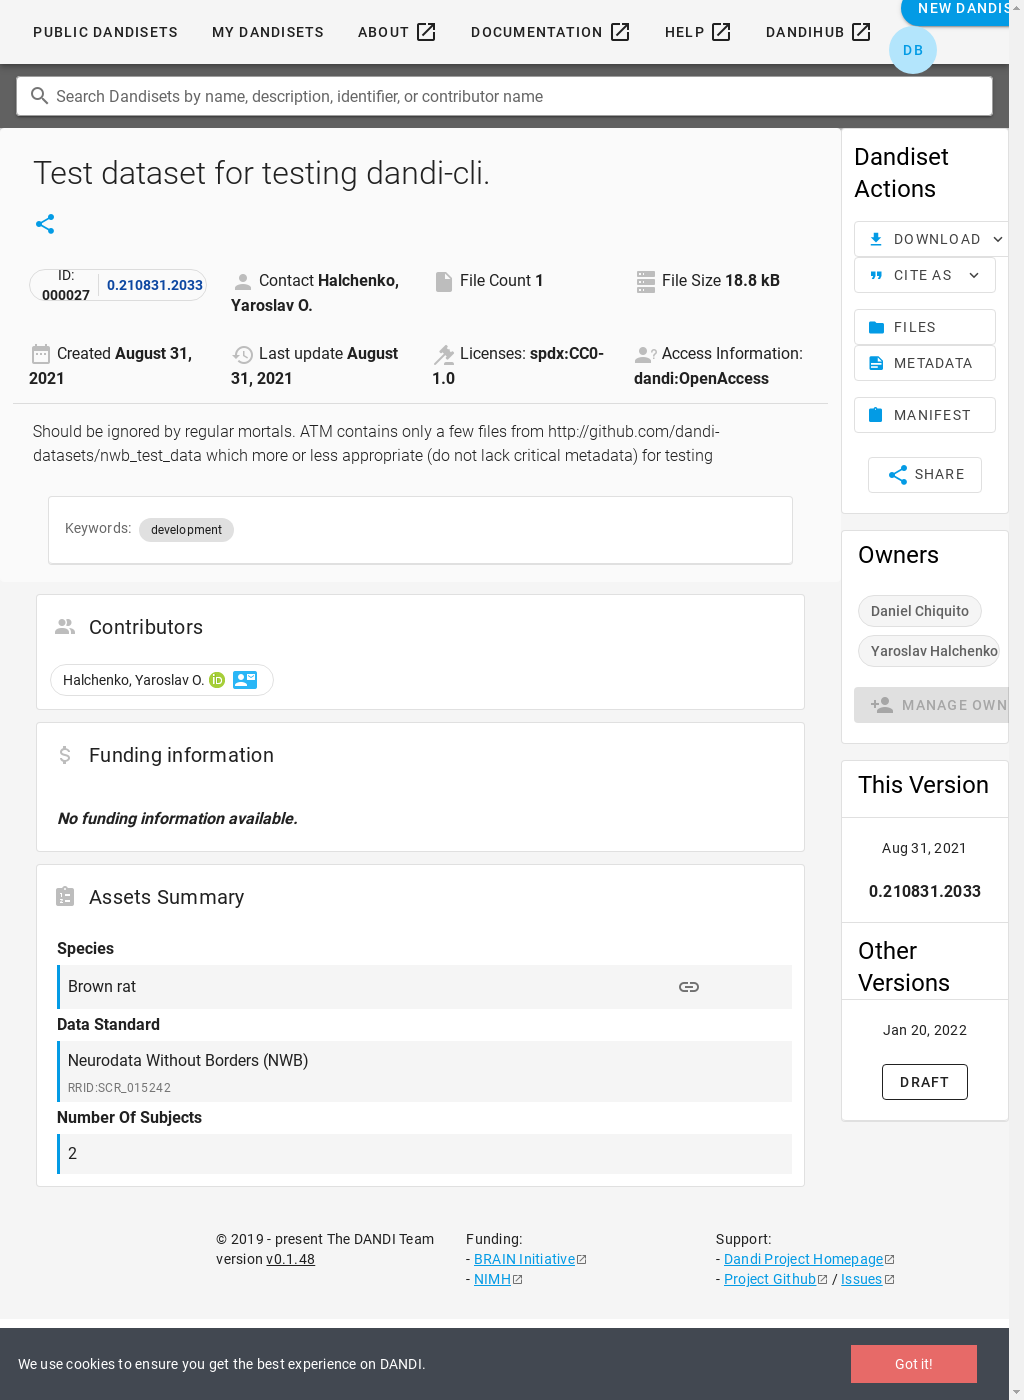 PUBLIC DANDISETS
MY DANDISETS
ABOUT
DOCUMENTATION
HELP
DANDIHUB
NEW DANDIS
DB
Search Dandisets by name, description, identifier, or contributor name
Test dataset for testing dandi-cli.
ID:
000027
0.210831.2033
Contact Halchenko,
Yaroslav O.
File Count 1
File Size 18.8 kB
Created August 31,
2021
Last update August
31, 2021
Licenses: spdx:CC0-
1.0
Access Information:
dandi:OpenAccess
Should be ignored by regular mortals. ATM contains only a few files from http://github.com/dandi-
datasets/nwb_test_data which more or less appropriate (do not lack critical metadata) for testing
Keywords:
development
Contributors
Halchenko, Yaroslav O.
iD
Funding information
No funding information available.
Assets Summary
Species
Brown rat
Data Standard
Neurodata Without Borders (NWB)
RRID:SCR_015242
Number Of Subjects
2
Dandiset
Actions
DOWNLOAD
CITE AS
FILES
METADATA
MANIFEST
SHARE
Owners
Daniel Chiquito
Yaroslav Halchenko
MANAGE OWN
This Version
Aug 31, 2021
0.210831.2033
Other
Versions
Jan 20, 2022
DRAFT
© 2019 - present The DANDI Team
version v0.1.48
Funding:
- BRAIN Initiative
- NIMH
Support:
- Dandi Project Homepage
- Project Github / Issues
We use cookies to ensure you get the best experience on DANDI.
Got it!